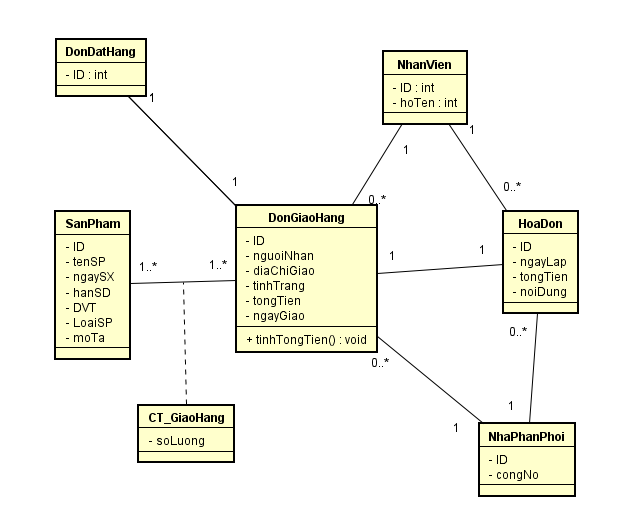 DonDatHang
- ID : int
1
NhanVien
- ID : int
- hoTen : int
1
1
0..*
0..*
1
DonGiaoHang
- ID
- nguoiNhan
- diaChiGiao
- tinhTrang
- tongTien
- ngayGiao
+ tinhTongTien() : void
SanPham
- ID
- tenSP
- ngaySX
- hanSD
- DVT
- LoaiSP
- moTa
1..*
1..*
1
1
HoaDon
- ID
- ngayLap
- tongTien
- noiDung
0..*
0..*
1
1
CT_GiaoHang
- soLuong
NhaPhanPhoi
- ID
- congNo